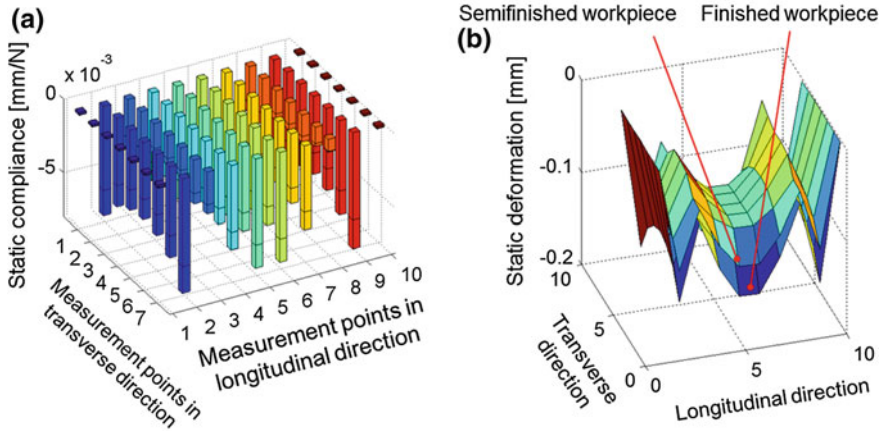 (a)
Static compliance [mm/N]
x 10⁻³
0
-5
1
2
3
4
5
6
7
Measurement points in
transverse direction
1 2 3 4 5 6 7 8 9 10
Measurement points in
longitudinal direction
Semifinished workpiece
Finished workpiece
(b)
Static deformation [mm]
0
-0.1
-0.2
10
5
0
Transverse
direction
0
5
10
Longitudinal direction